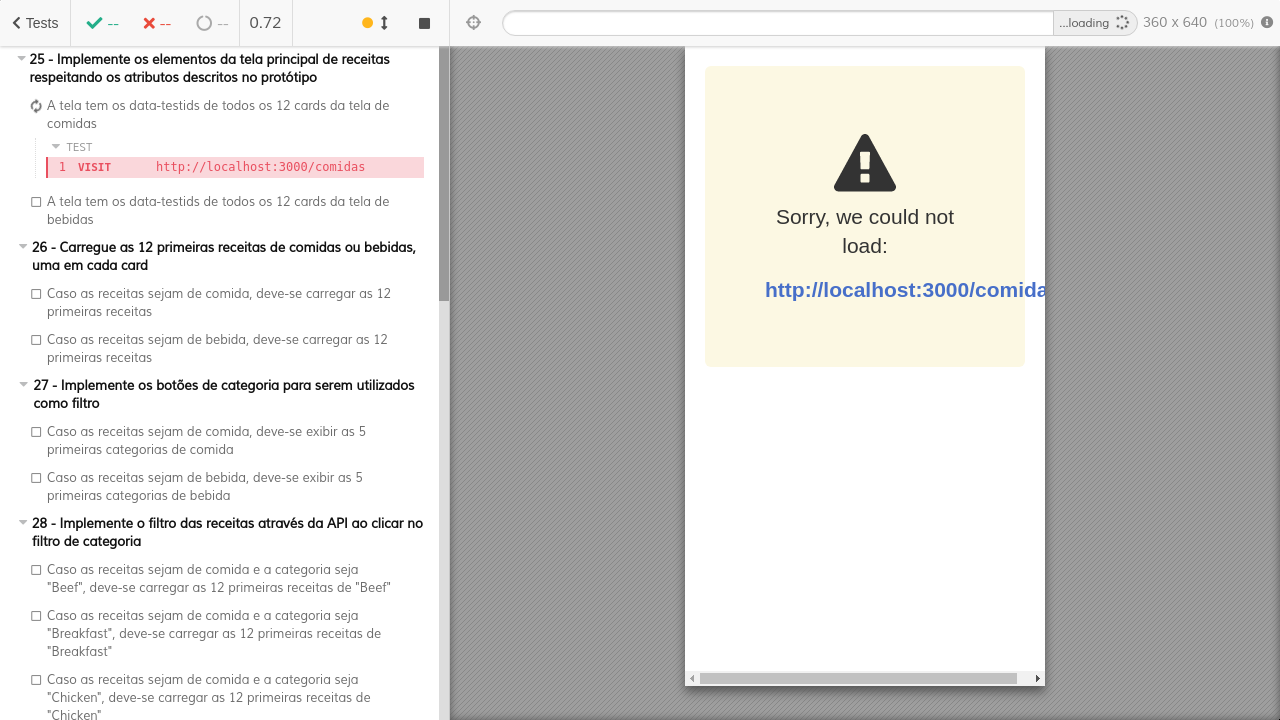 Tests
--
--
--
0.72
...loading
360 x 640 (100%)
25 - Implemente os elementos da tela principal de receitas
respeitando os atributos descritos no protótipo
A tela tem os data-testids de todos os 12 cards da tela de
comidas
TEST
1 VISIT http://localhost:3000/comidas
A tela tem os data-testids de todos os 12 cards da tela de
bebidas
26 - Carregue as 12 primeiras receitas de comidas ou bebidas,
uma em cada card
Caso as receitas sejam de comida, deve-se carregar as 12
primeiras receitas
Caso as receitas sejam de bebida, deve-se carregar as 12
primeiras receitas
27 - Implemente os botões de categoria para serem utilizados
como filtro
Caso as receitas sejam de comida, deve-se exibir as 5
primeiras categorias de comida
Caso as receitas sejam de bebida, deve-se exibir as 5
primeiras categorias de bebida
28 - Implemente o filtro das receitas através da API ao clicar no
filtro de categoria
Caso as receitas sejam de comida e a categoria seja
"Beef", deve-se carregar as 12 primeiras receitas de "Beef"
Caso as receitas sejam de comida e a categoria seja
"Breakfast", deve-se carregar as 12 primeiras receitas de
"Breakfast"
Caso as receitas sejam de comida e a categoria seja
"Chicken", deve-se carregar as 12 primeiras receitas de
"Chicken"
Sorry, we could not
load:
http://localhost:3000/comida